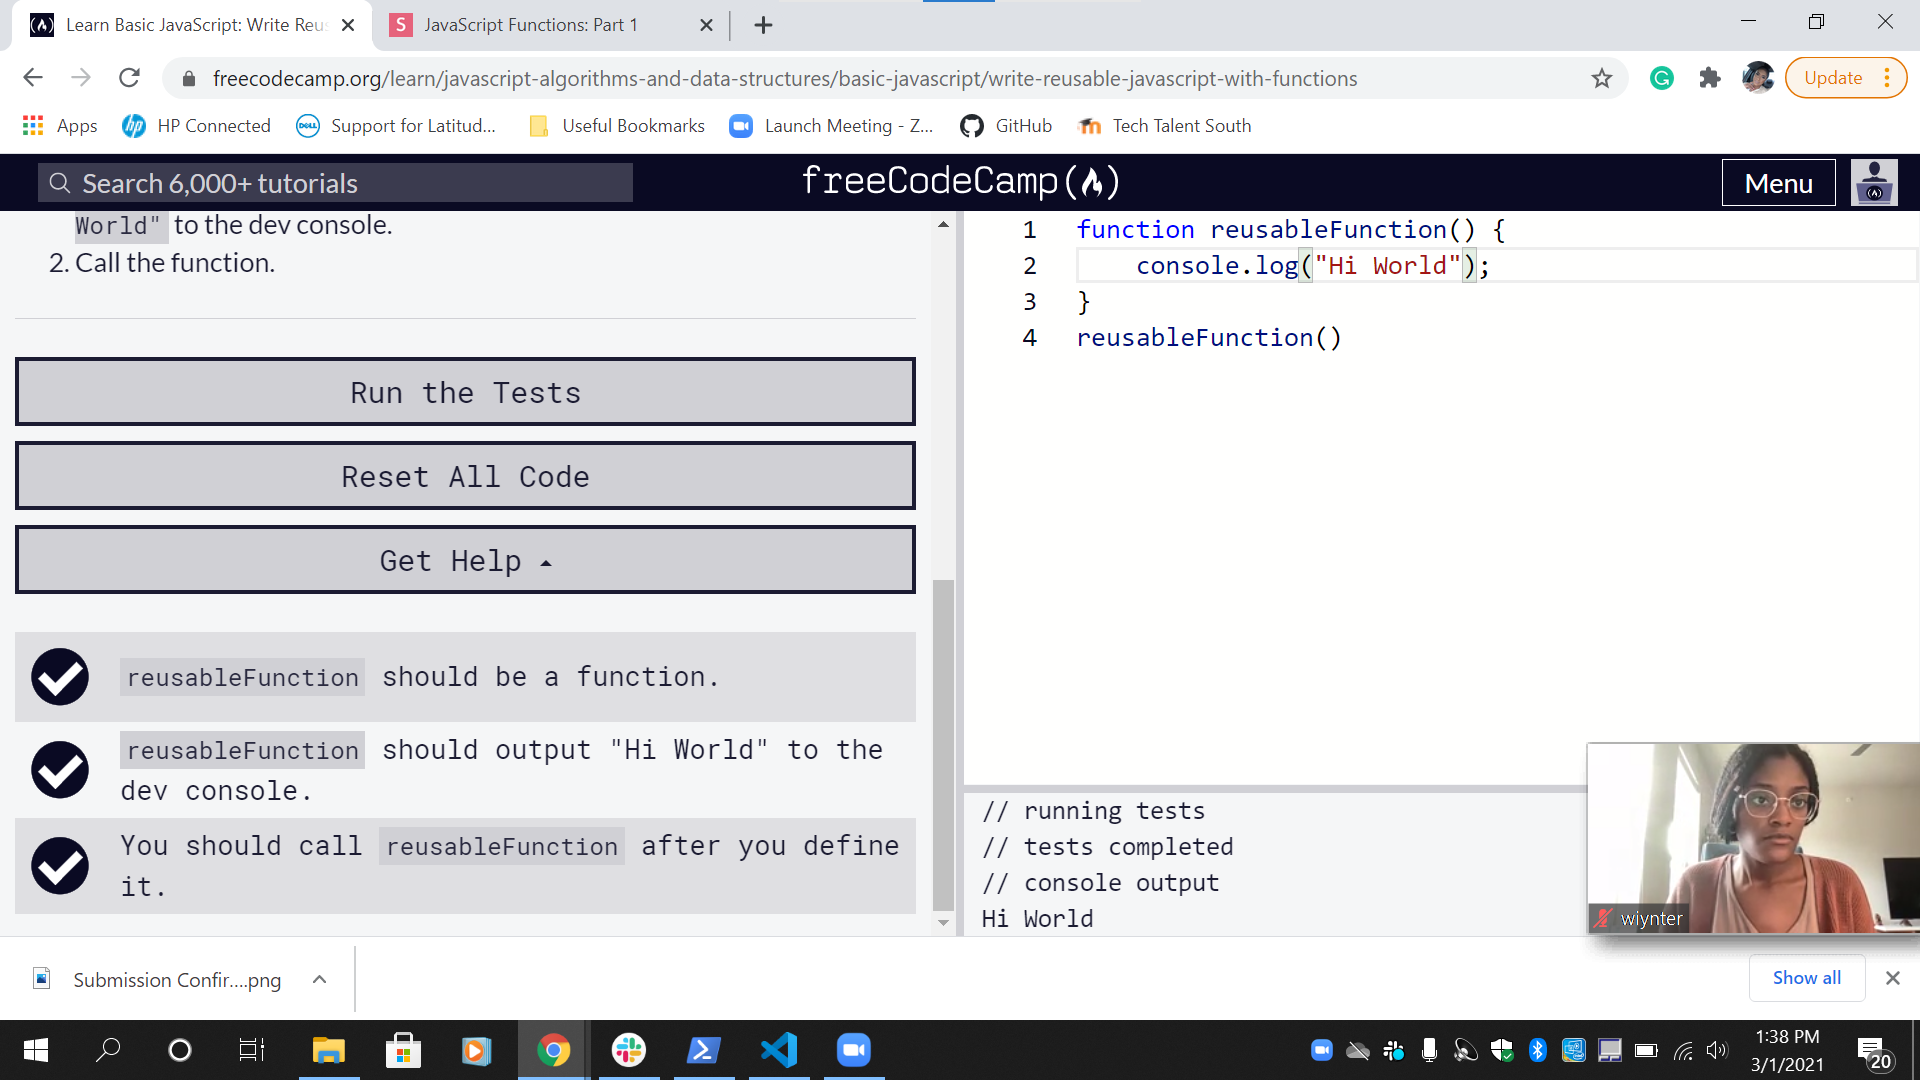 Learn Basic JavaScript: Write Reus
JavaScript Functions: Part 1
freecodecamp.org/learn/javascript-algorithms-and-data-structures/basic-javascript/write-reusable-javascript-with-functions
Update
Apps
HP Connected
Support for Latitud...
Useful Bookmarks
Launch Meeting - Z...
GitHub
Tech Talent South
Search 6,000+ tutorials
freeCodeCamp
Menu
World" to the dev console.
2. Call the function.
Run the Tests
Reset All Code
Get Help
reusableFunction should be a function.
reusableFunction should output "Hi World" to the
dev console.
You should call reusableFunction after you define
it.
1 function reusableFunction() {
2 console.log("Hi World");
3 }
4 reusableFunction()
// running tests
// tests completed
// console output
Hi World
wiynter
Submission Confir....png
Show all
1:38 PM
3/1/2021
20